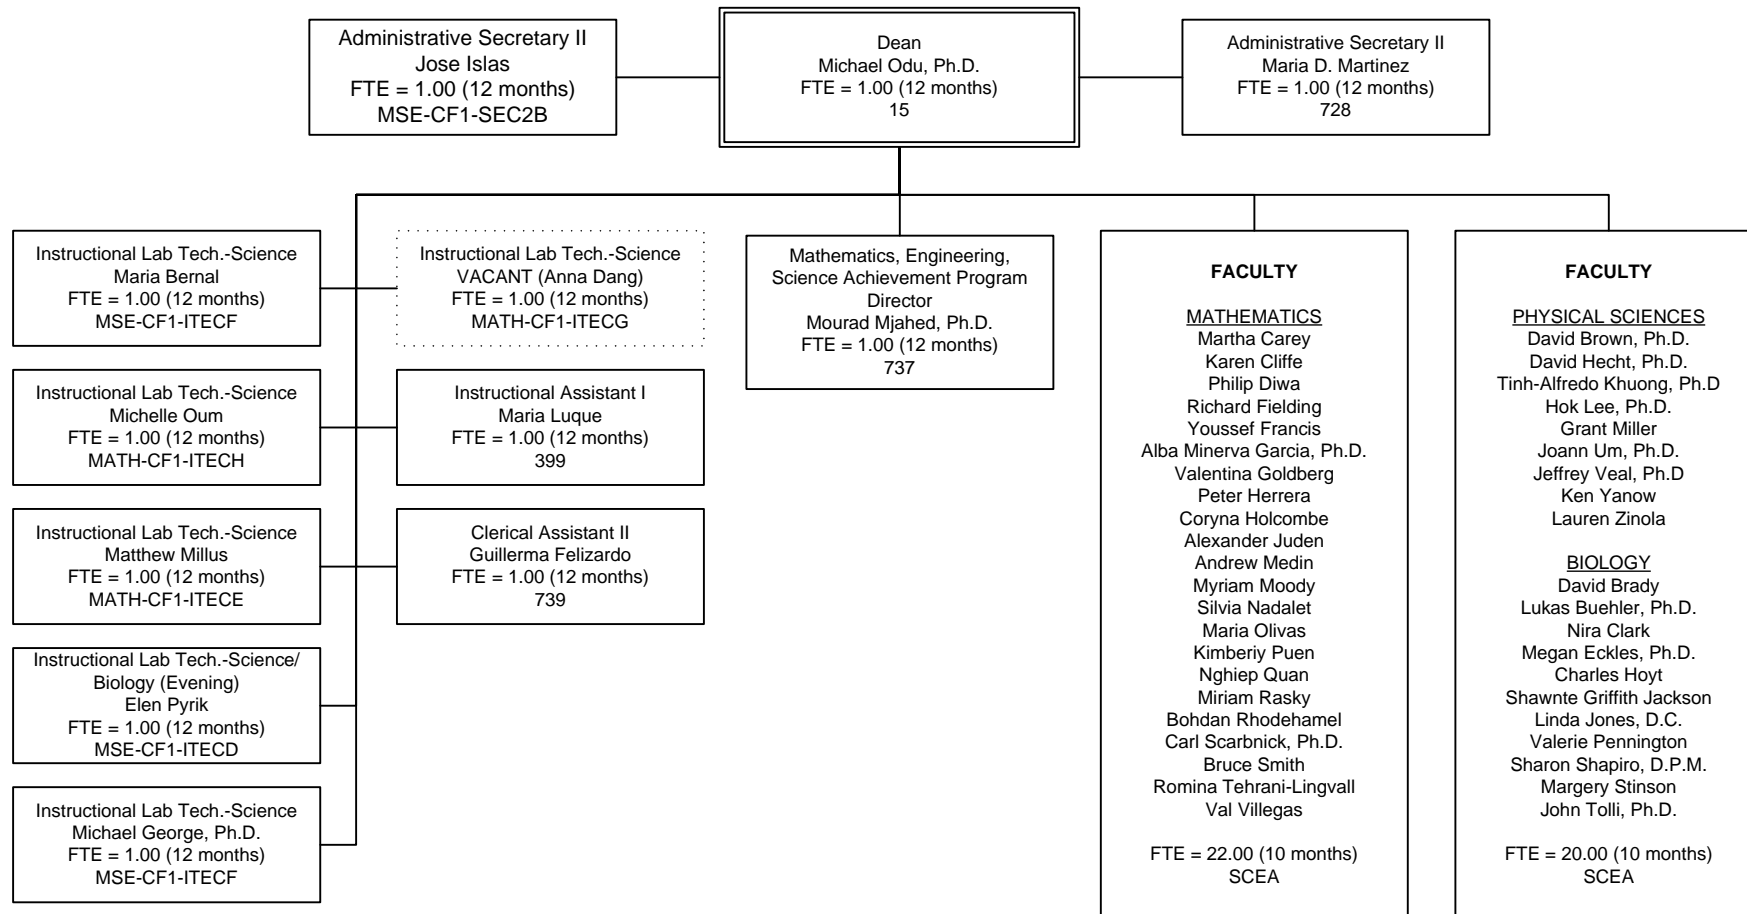 Administrative Secretary II
Jose Islas
FTE = 1.00 (12 months)
MSE-CF1-SEC2B
Dean
Michael Odu, Ph.D.
FTE = 1.00 (12 months)
15
Administrative Secretary II
Maria D. Martinez
FTE = 1.00 (12 months)
728
Instructional Lab Tech.-Science
Maria Bernal
FTE = 1.00 (12 months)
MSE-CF1-ITECF
Instructional Lab Tech.-Science
VACANT (Anna Dang)
FTE = 1.00 (12 months)
MATH-CF1-ITECG
Instructional Lab Tech.-Science
Michelle Oum
FTE = 1.00 (12 months)
MATH-CF1-ITECH
Instructional Assistant I
Maria Luque
FTE = 1.00 (12 months)
399
Instructional Lab Tech.-Science
Matthew Millus
FTE = 1.00 (12 months)
MATH-CF1-ITECE
Clerical Assistant II
Guillerma Felizardo
FTE = 1.00 (12 months)
739
Instructional Lab Tech.-Science/
Biology (Evening)
Elen Pyrik
FTE = 1.00 (12 months)
MSE-CF1-ITECD
Instructional Lab Tech.-Science
Michael George, Ph.D.
FTE = 1.00 (12 months)
MSE-CF1-ITECF
Mathematics, Engineering,
Science Achievement Program
Director
Mourad Mjahed, Ph.D.
FTE = 1.00 (12 months)
737
FACULTY
MATHEMATICS
Martha Carey
Karen Cliffe
Philip Diwa
Richard Fielding
Youssef Francis
Alba Minerva Garcia, Ph.D.
Valentina Goldberg
Peter Herrera
Coryna Holcombe
Alexander Juden
Andrew Medin
Myriam Moody
Silvia Nadalet
Maria Olivas
Kimberiy Puen
Nghiep Quan
Miriam Rasky
Bohdan Rhodehamel
Carl Scarbnick, Ph.D.
Bruce Smith
Romina Tehrani-Lingvall
Val Villegas
FTE = 22.00 (10 months)
SCEA
FACULTY
PHYSICAL SCIENCES
David Brown, Ph.D.
David Hecht, Ph.D.
Tinh-Alfredo Khuong, Ph.D
Hok Lee, Ph.D.
Grant Miller
Joann Um, Ph.D.
Jeffrey Veal, Ph.D
Ken Yanow
Lauren Zinola
BIOLOGY
David Brady
Lukas Buehler, Ph.D.
Nira Clark
Megan Eckles, Ph.D.
Charles Hoyt
Shawnte Griffith Jackson
Linda Jones, D.C.
Valerie Pennington
Sharon Shapiro, D.P.M.
Margery Stinson
John Tolli, Ph.D.
FTE = 20.00 (10 months)
SCEA